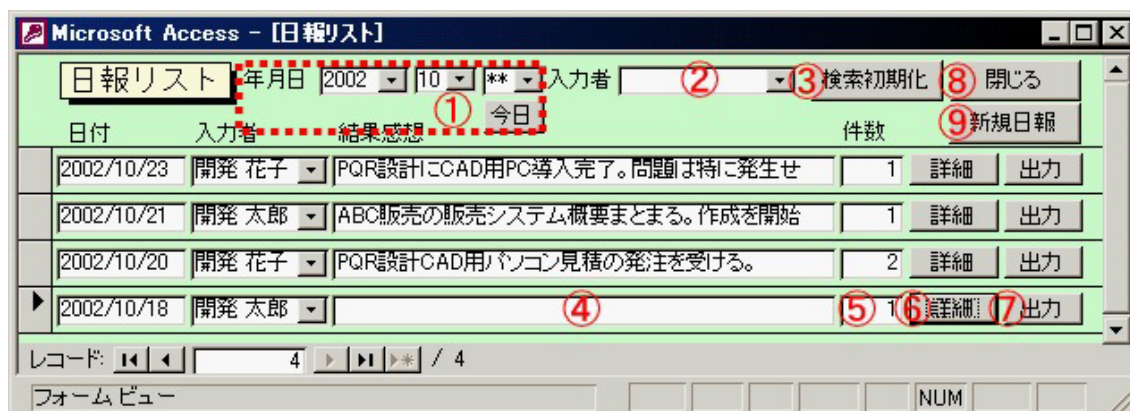 Microsoft Access - [日報リスト]
日報リスト 年月日 2002 10 ** 入力者 ② ③ 検索初期化 ⑧ 閉じる
① 今日 ⑨ 新規日報
日付 入力者 結果感想 件数
2002/10/23 開発 花子 PQR設計にCAD用PC導入完了。問題は特に発生せ 1 詳細 出力
2002/10/21 開発 太郎 ABC販売の販売システム概要まとまる。作成を開始 1 詳細 出力
2002/10/20 開発 花子 PQR設計CAD用パソコン見積の発注を受ける。 2 詳細 出力
2002/10/18 開発 太郎 ④ ⑤ 1 ⑥ 詳細 ⑦ 出力
レコード: 4 / 4
フォーム ビュー NUM